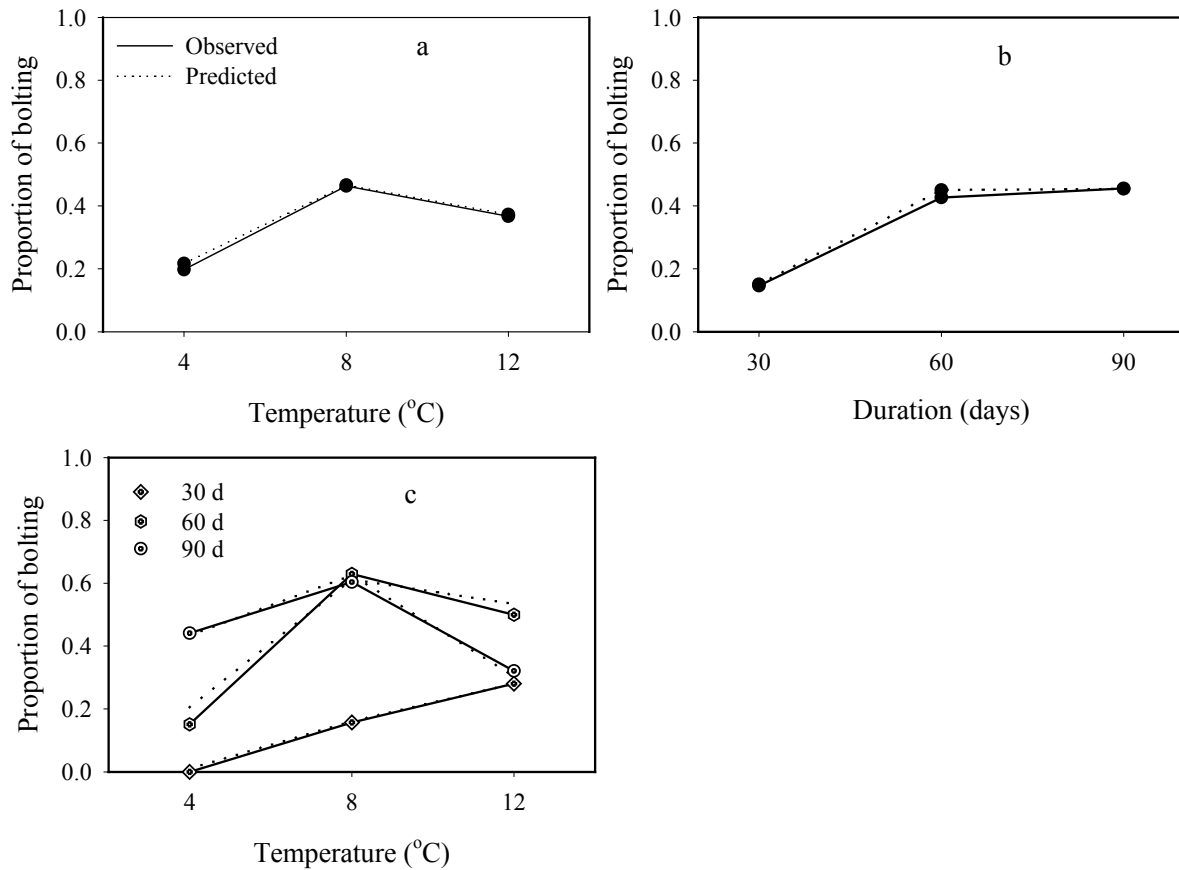 1.0
0.8
0.6
0.4
0.2
0.0
Proportion of bolting
Observed
Predicted
a
4
8
12
Temperature (°C)
1.0
0.8
0.6
0.4
0.2
0.0
Proportion of bolting
b
30
60
90
Duration (days)
1.0
0.8
0.6
0.4
0.2
0.0
Proportion of bolting
30 d
60 d
90 d
c
4
8
12
Temperature (°C)